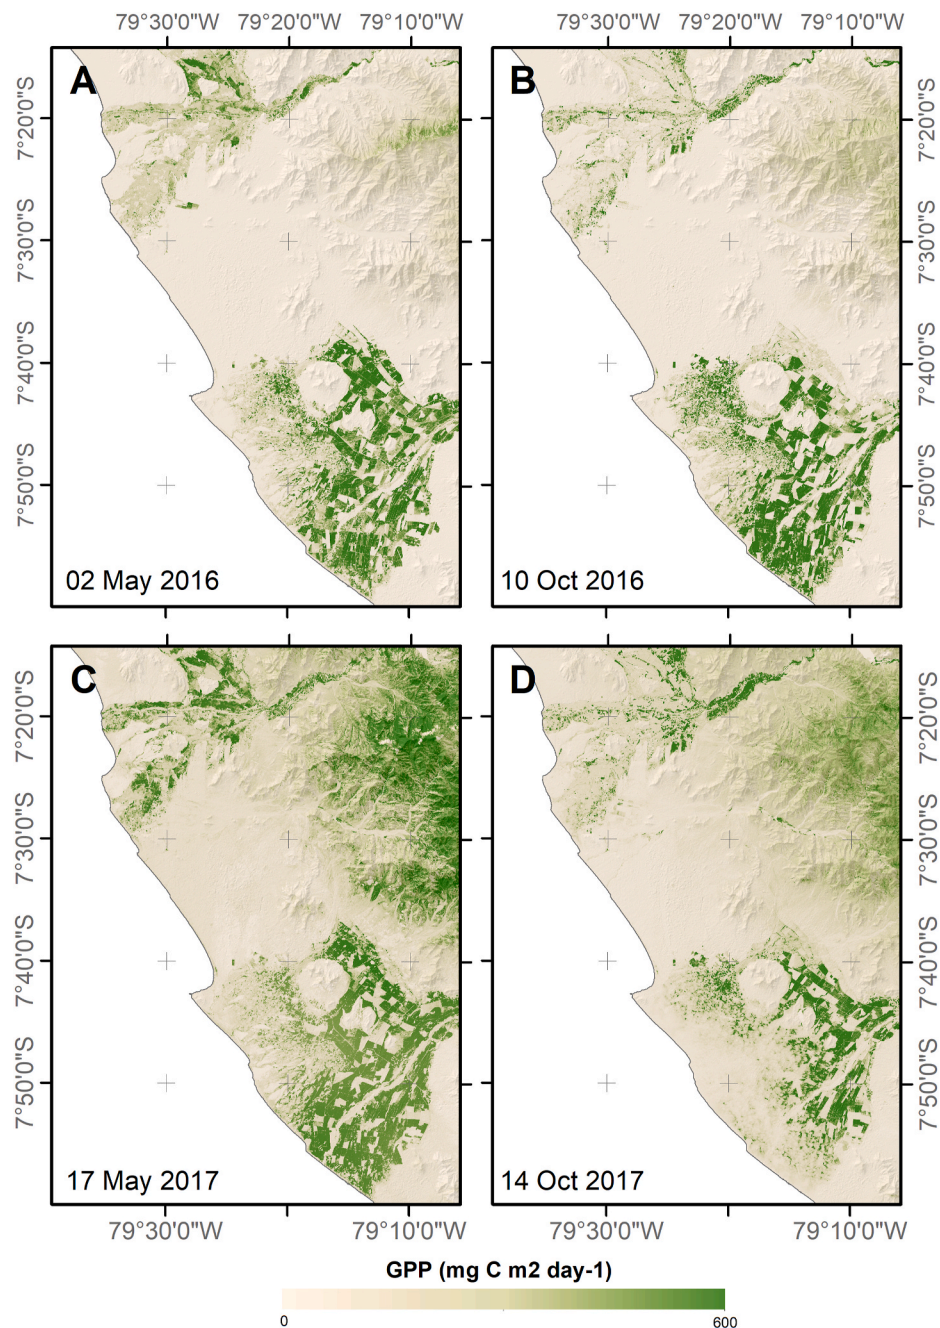 79°30'0"W 79°20'0"W 79°10'0"W 79°30'0"W 79°20'0"W 79°10'0"W
A
B
7°20'0"S
7°20'0"S
7°30'0"S
7°30'0"S
7°40'0"S
7°40'0"S
7°50'0"S
7°50'0"S
02 May 2016
10 Oct 2016
C
D
7°20'0"S
7°20'0"S
7°30'0"S
7°30'0"S
7°40'0"S
7°40'0"S
7°50'0"S
7°50'0"S
17 May 2017
14 Oct 2017
79°30'0"W 79°10'0"W 79°30'0"W 79°10'0"W
GPP (mg C m2 day-1)
0 600